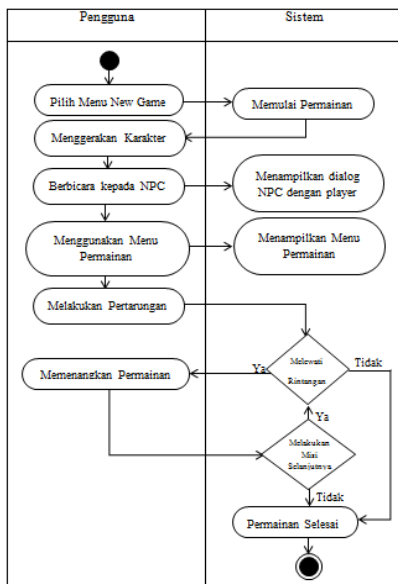 Pengguna
Sistem
Pilih Menu New Game
Memulai Permainan
Menggerakan Karakter
Berbicara kepada NPC
Menampilkan dialog
NPC dengan player
Menggunakan Menu
Permainan
Menampilkan Menu
Permainan
Melakukan Pertarungan
Melewati
Rintangan
Ya
Tidak
Memenangkan Permainan
Ya
Melakukan
Misi
Selanjutnya
Tidak
Permainan Selesai